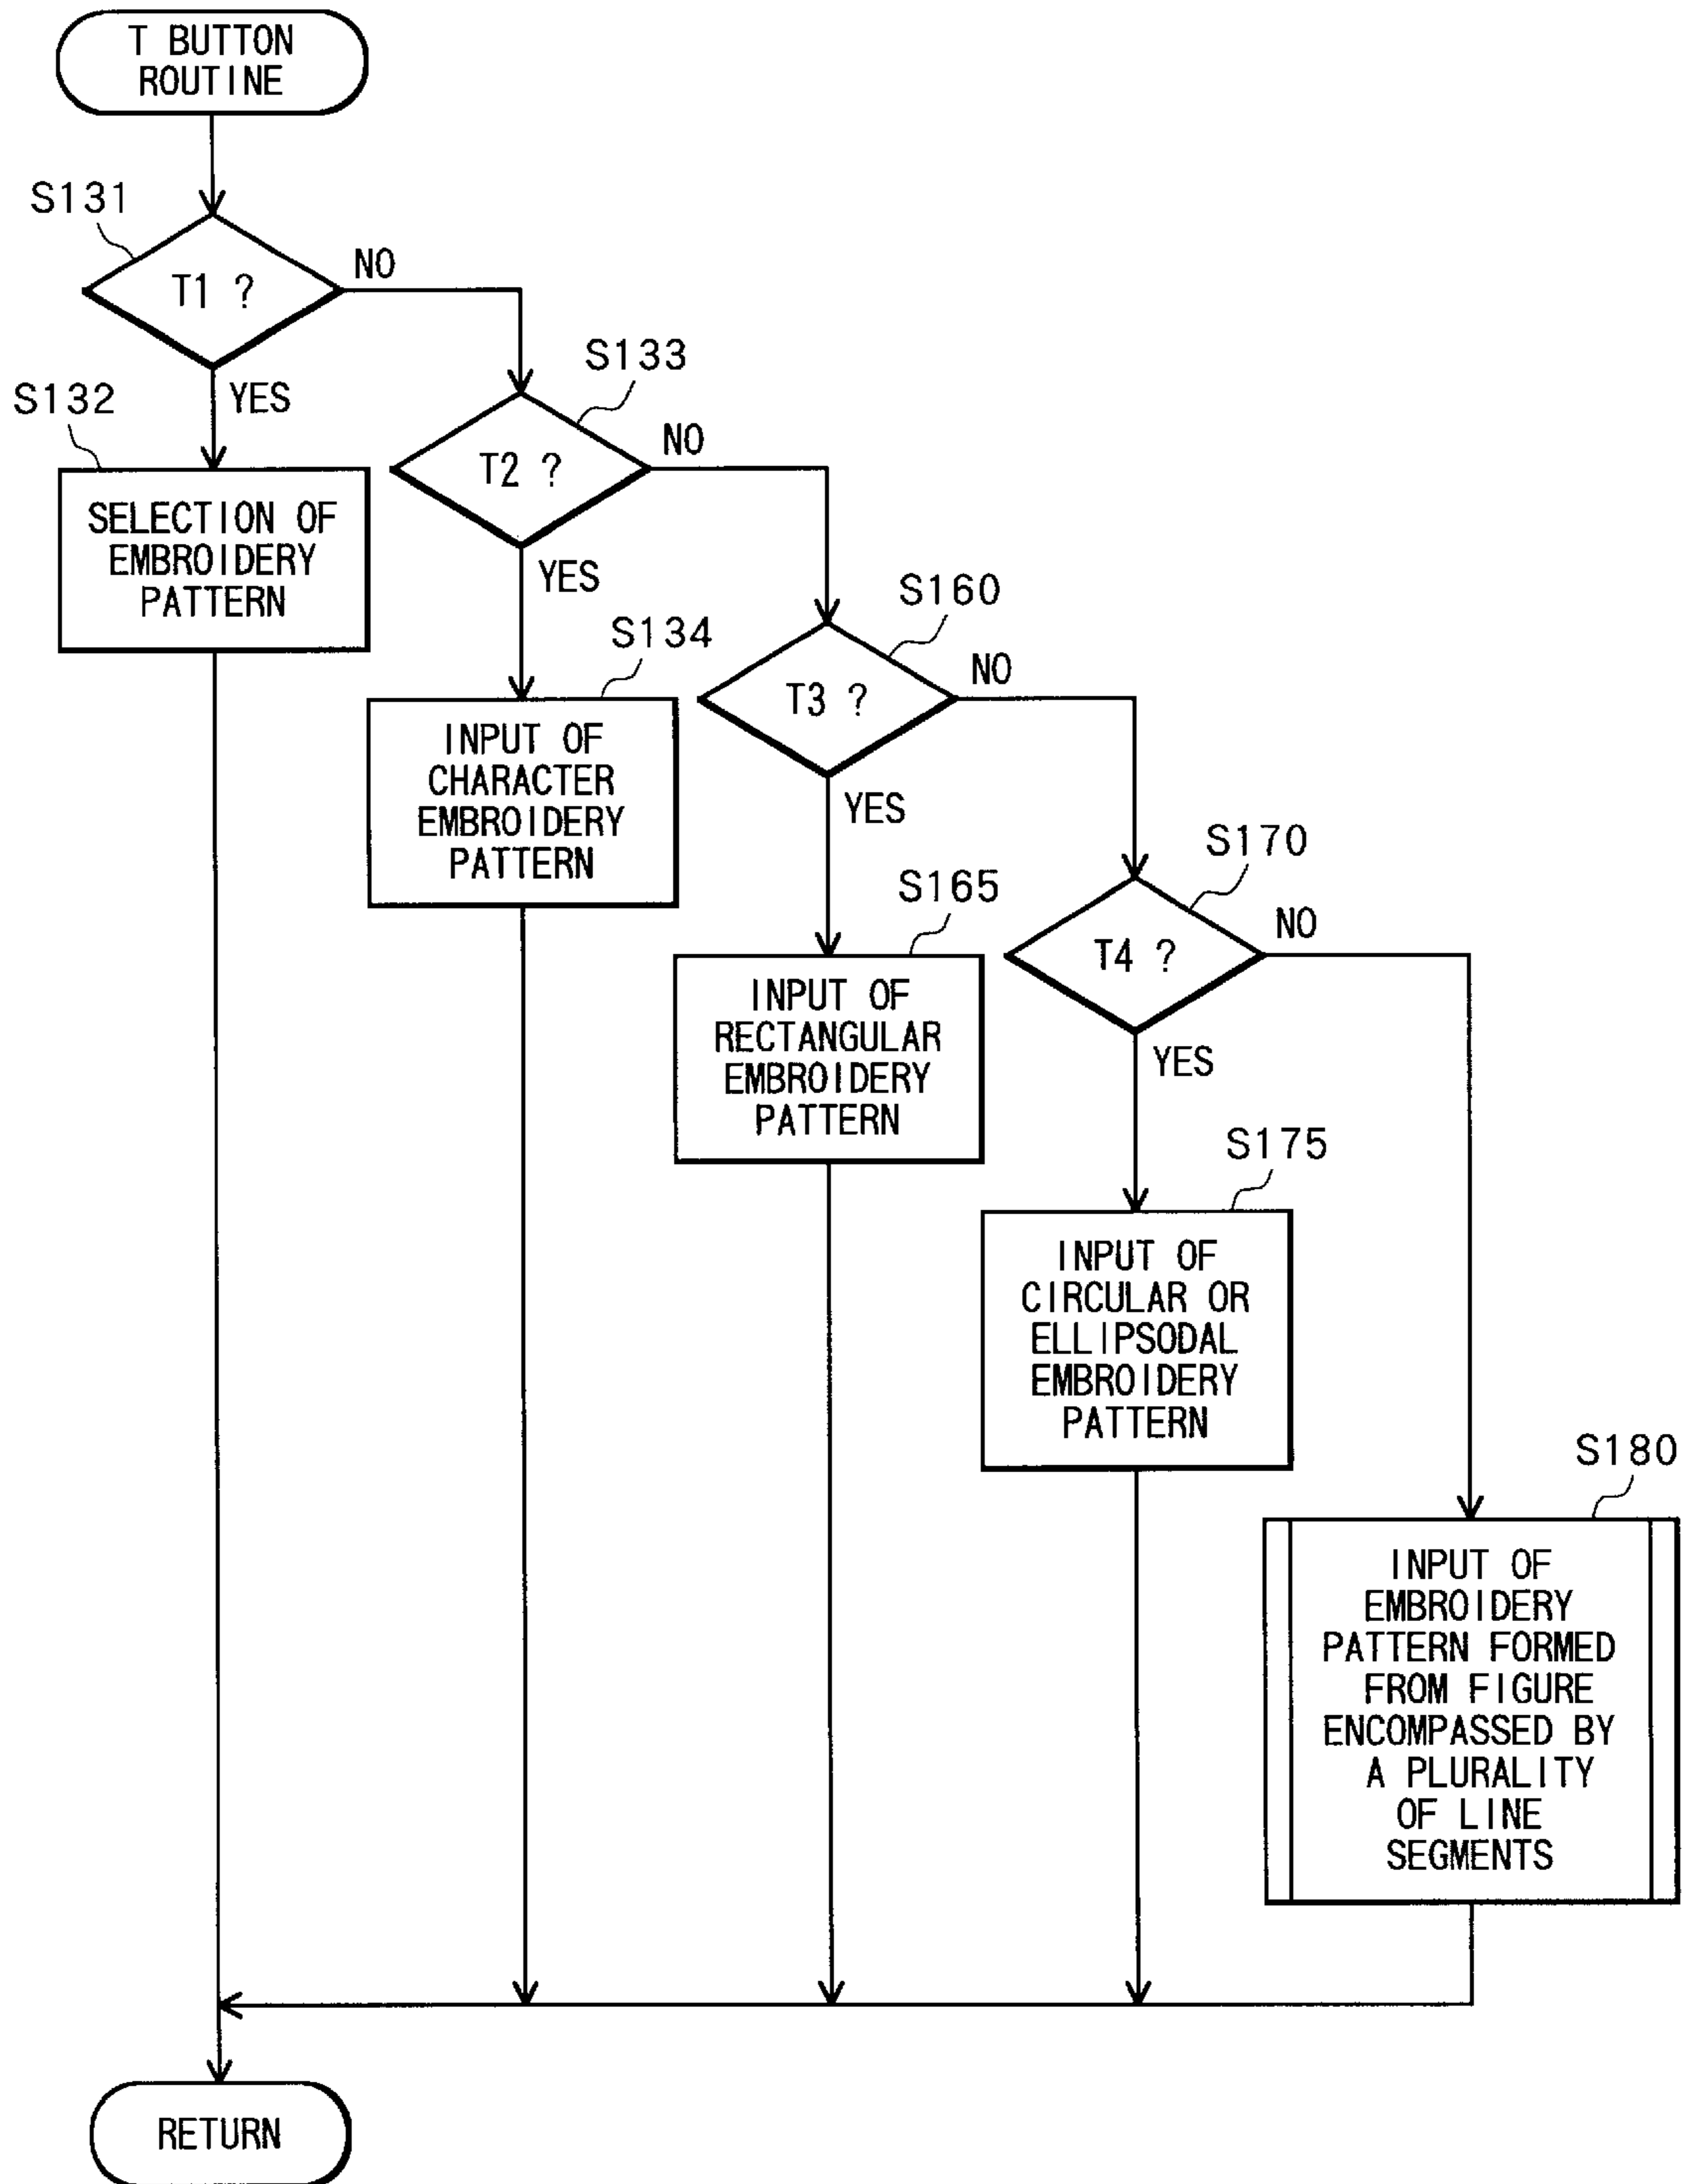 T BUTTON
ROUTINE
S131
T1 ?
NO
YES
S132
SELECTION OF
EMBROIDERY
PATTERN
S133
T2 ?
NO
YES
S134
INPUT OF
CHARACTER
EMBROIDERY
PATTERN
S160
T3 ?
NO
YES
S165
INPUT OF
RECTANGULAR
EMBROIDERY
PATTERN
S170
T4 ?
NO
YES
S175
INPUT OF
CIRCULAR OR
ELLIPSODAL
EMBROIDERY
PATTERN
S180
INPUT OF
EMBROIDERY
PATTERN FORMED
FROM FIGURE
ENCOMPASSED BY
A PLURALITY
OF LINE
SEGMENTS
RETURN